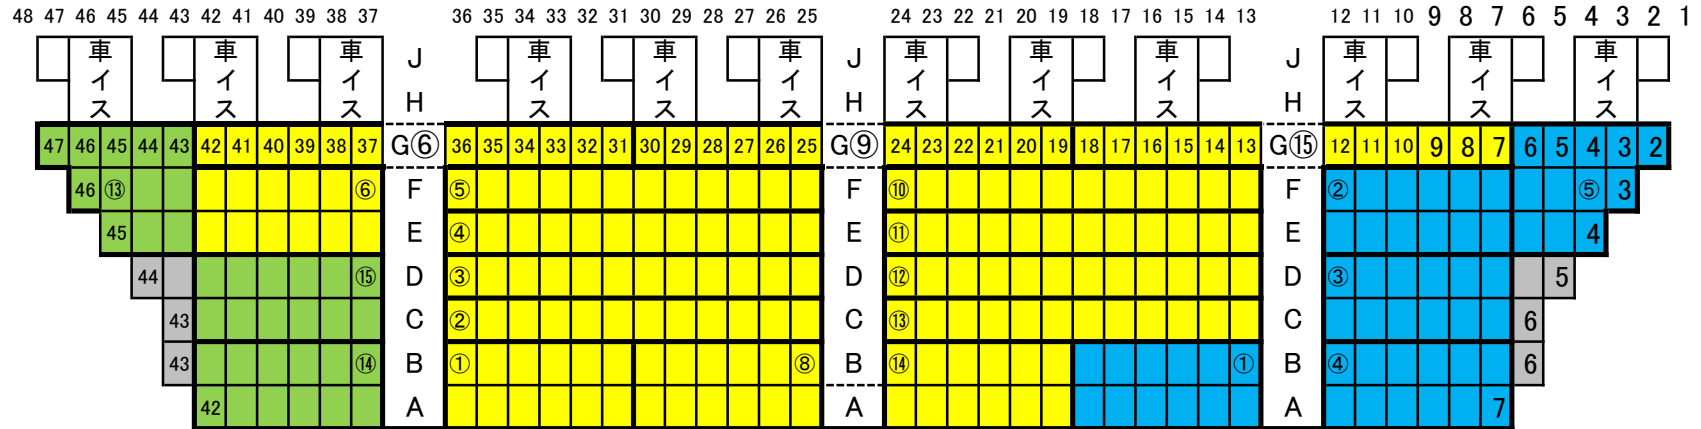 48 47 46 45 44 43 42 41 40 39 38 37 36 35 34 33 32 31 30 29 28 27 26 25 24 23 22 21 20 19 18 17 16 15 14 13 12 11 10 9 8 7 6 5 4 3 2 1
車イス 車イス 車イス J 車イス 車イス 車イス J 車イス 車イス 車イス J 車イス 車イス 車イス
H H H
47 46 45 44 43 42 41 40 39 38 37 G⑥ 36 35 34 33 32 31 30 29 28 27 26 25 G⑨ 24 23 22 21 20 19 18 17 16 15 14 13 G⑮ 12 11 10 9 8 7 6 5 4 3 2
46 ⑬ ⑥ F ⑤ F ⑩ F ② ⑤ 3
45 E ④ E ⑪ E 4
44 ⑮ D ③ D ⑫ D ③ 5
43 C ② C ⑬ C 6
43 ⑭ B ① ⑧ B ⑭ ① B ④ 6
42 A A A 7